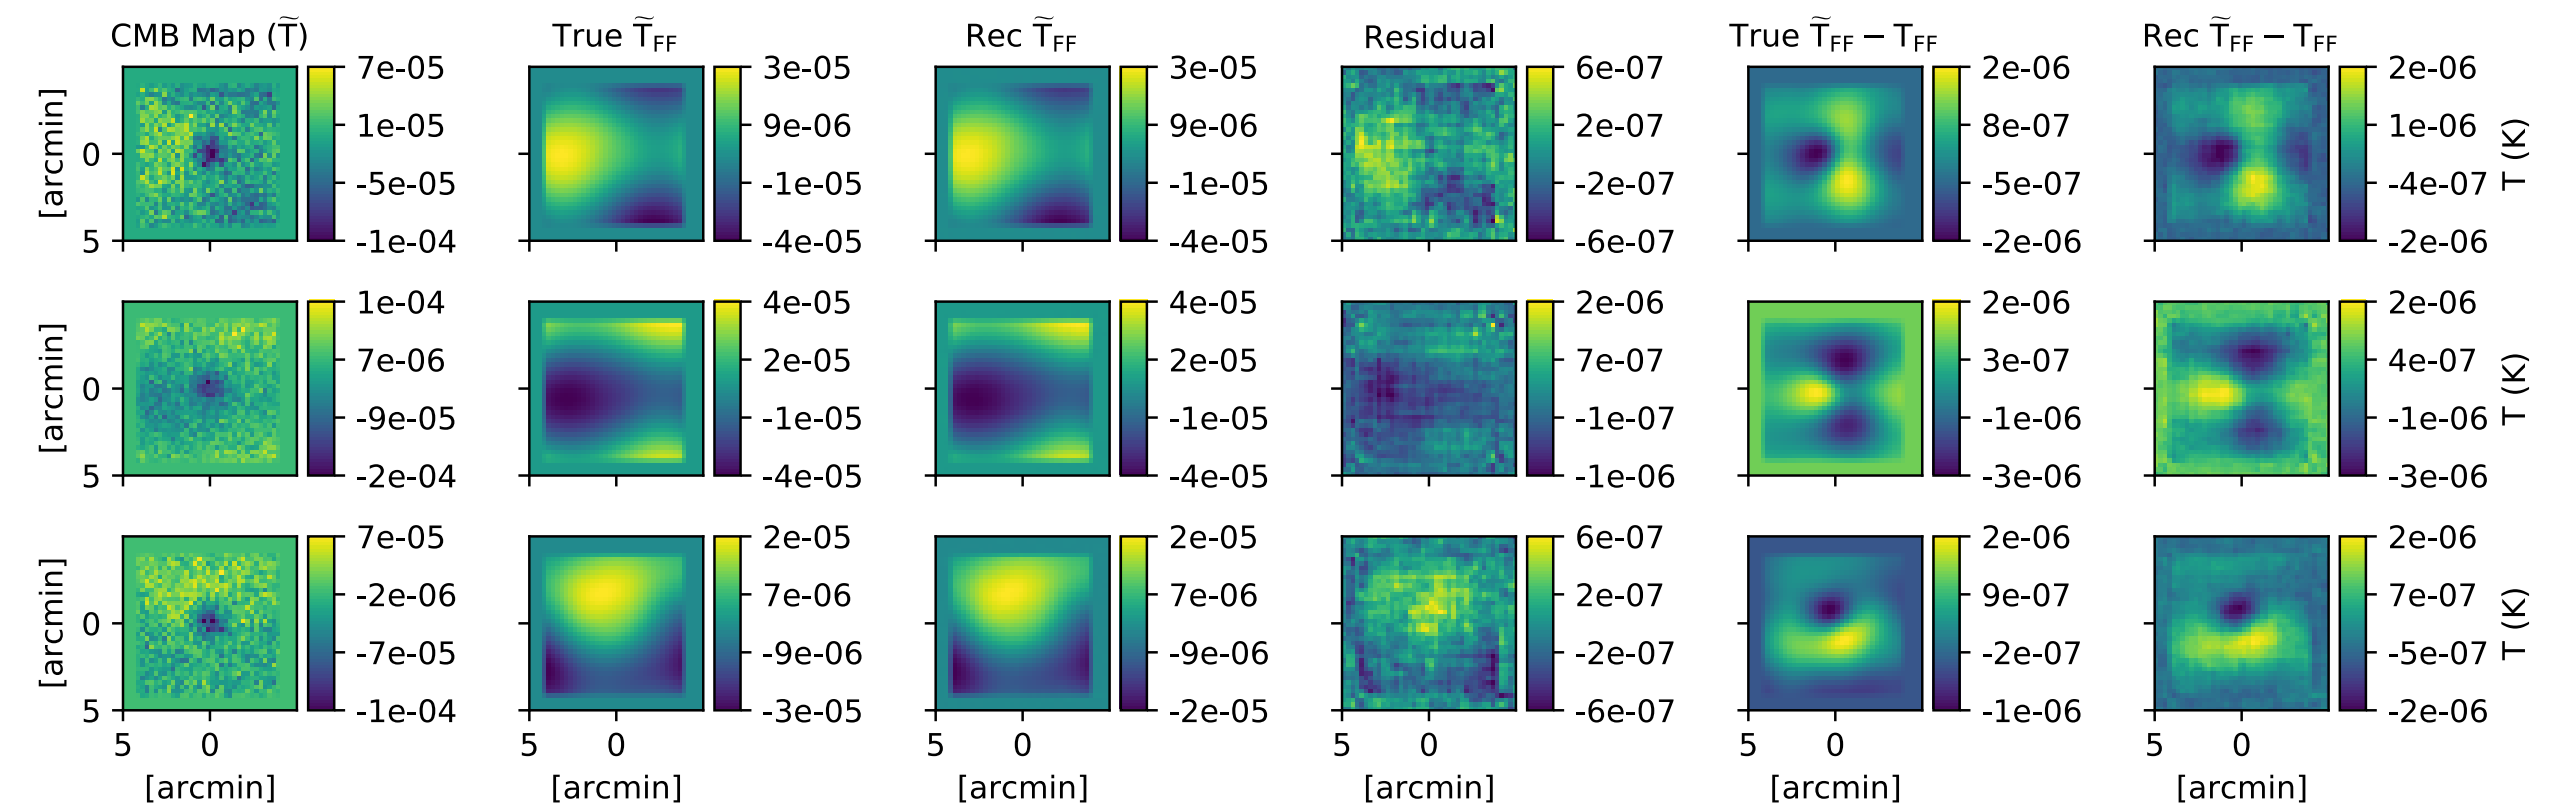 CMB Map (T̃) True T̃_FF Rec T̃_FF Residual True T̃_FF − T_FF Rec T̃_FF − T_FF
7e-05 3e-05 3e-05 6e-07 2e-06 2e-06
1e-05 9e-06 9e-06 2e-07 8e-07 1e-06
[arcmin] 0 T (K)
-5e-05 -1e-05 -1e-05 -2e-07 -5e-07 -4e-07
5 -1e-04 -4e-05 -4e-05 -6e-07 -2e-06 -2e-06
1e-04 4e-05 4e-05 2e-06 2e-06 2e-06
7e-06 2e-05 2e-05 7e-07 3e-07 4e-07
[arcmin] 0 T (K)
-9e-05 -1e-05 -1e-05 -1e-07 -1e-06 -1e-06
5 -2e-04 -4e-05 -4e-05 -1e-06 -3e-06 -3e-06
7e-05 2e-05 2e-05 6e-07 2e-06 2e-06
-2e-06 7e-06 7e-06 2e-07 9e-07 7e-07
[arcmin] 0 T (K)
-7e-05 -9e-06 -9e-06 -2e-07 -2e-07 -5e-07
5 -1e-04 -3e-05 -2e-05 -6e-07 -1e-06 -2e-06
5 0 0 5 0 5 0 5 0 5 0
[arcmin] [arcmin] [arcmin] [arcmin] [arcmin] [arcmin]